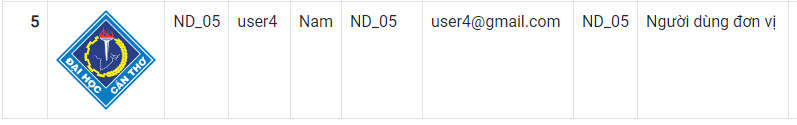 5
ĐẠI HỌC CẦN THƠ
ND_05
user4
Nam
ND_05
user4@gmail.com
ND_05
Người dùng đơn vị